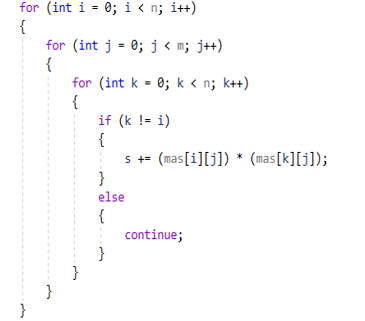 for (int i = 0; i < n; i++)
{
for (int j = 0; j < m; j++)
{
for (int k = 0; k < n; k++)
{
if (k != i)
{
s += (mas[i][j]) * (mas[k][j]);
}
else
{
continue;
}
}
}
}